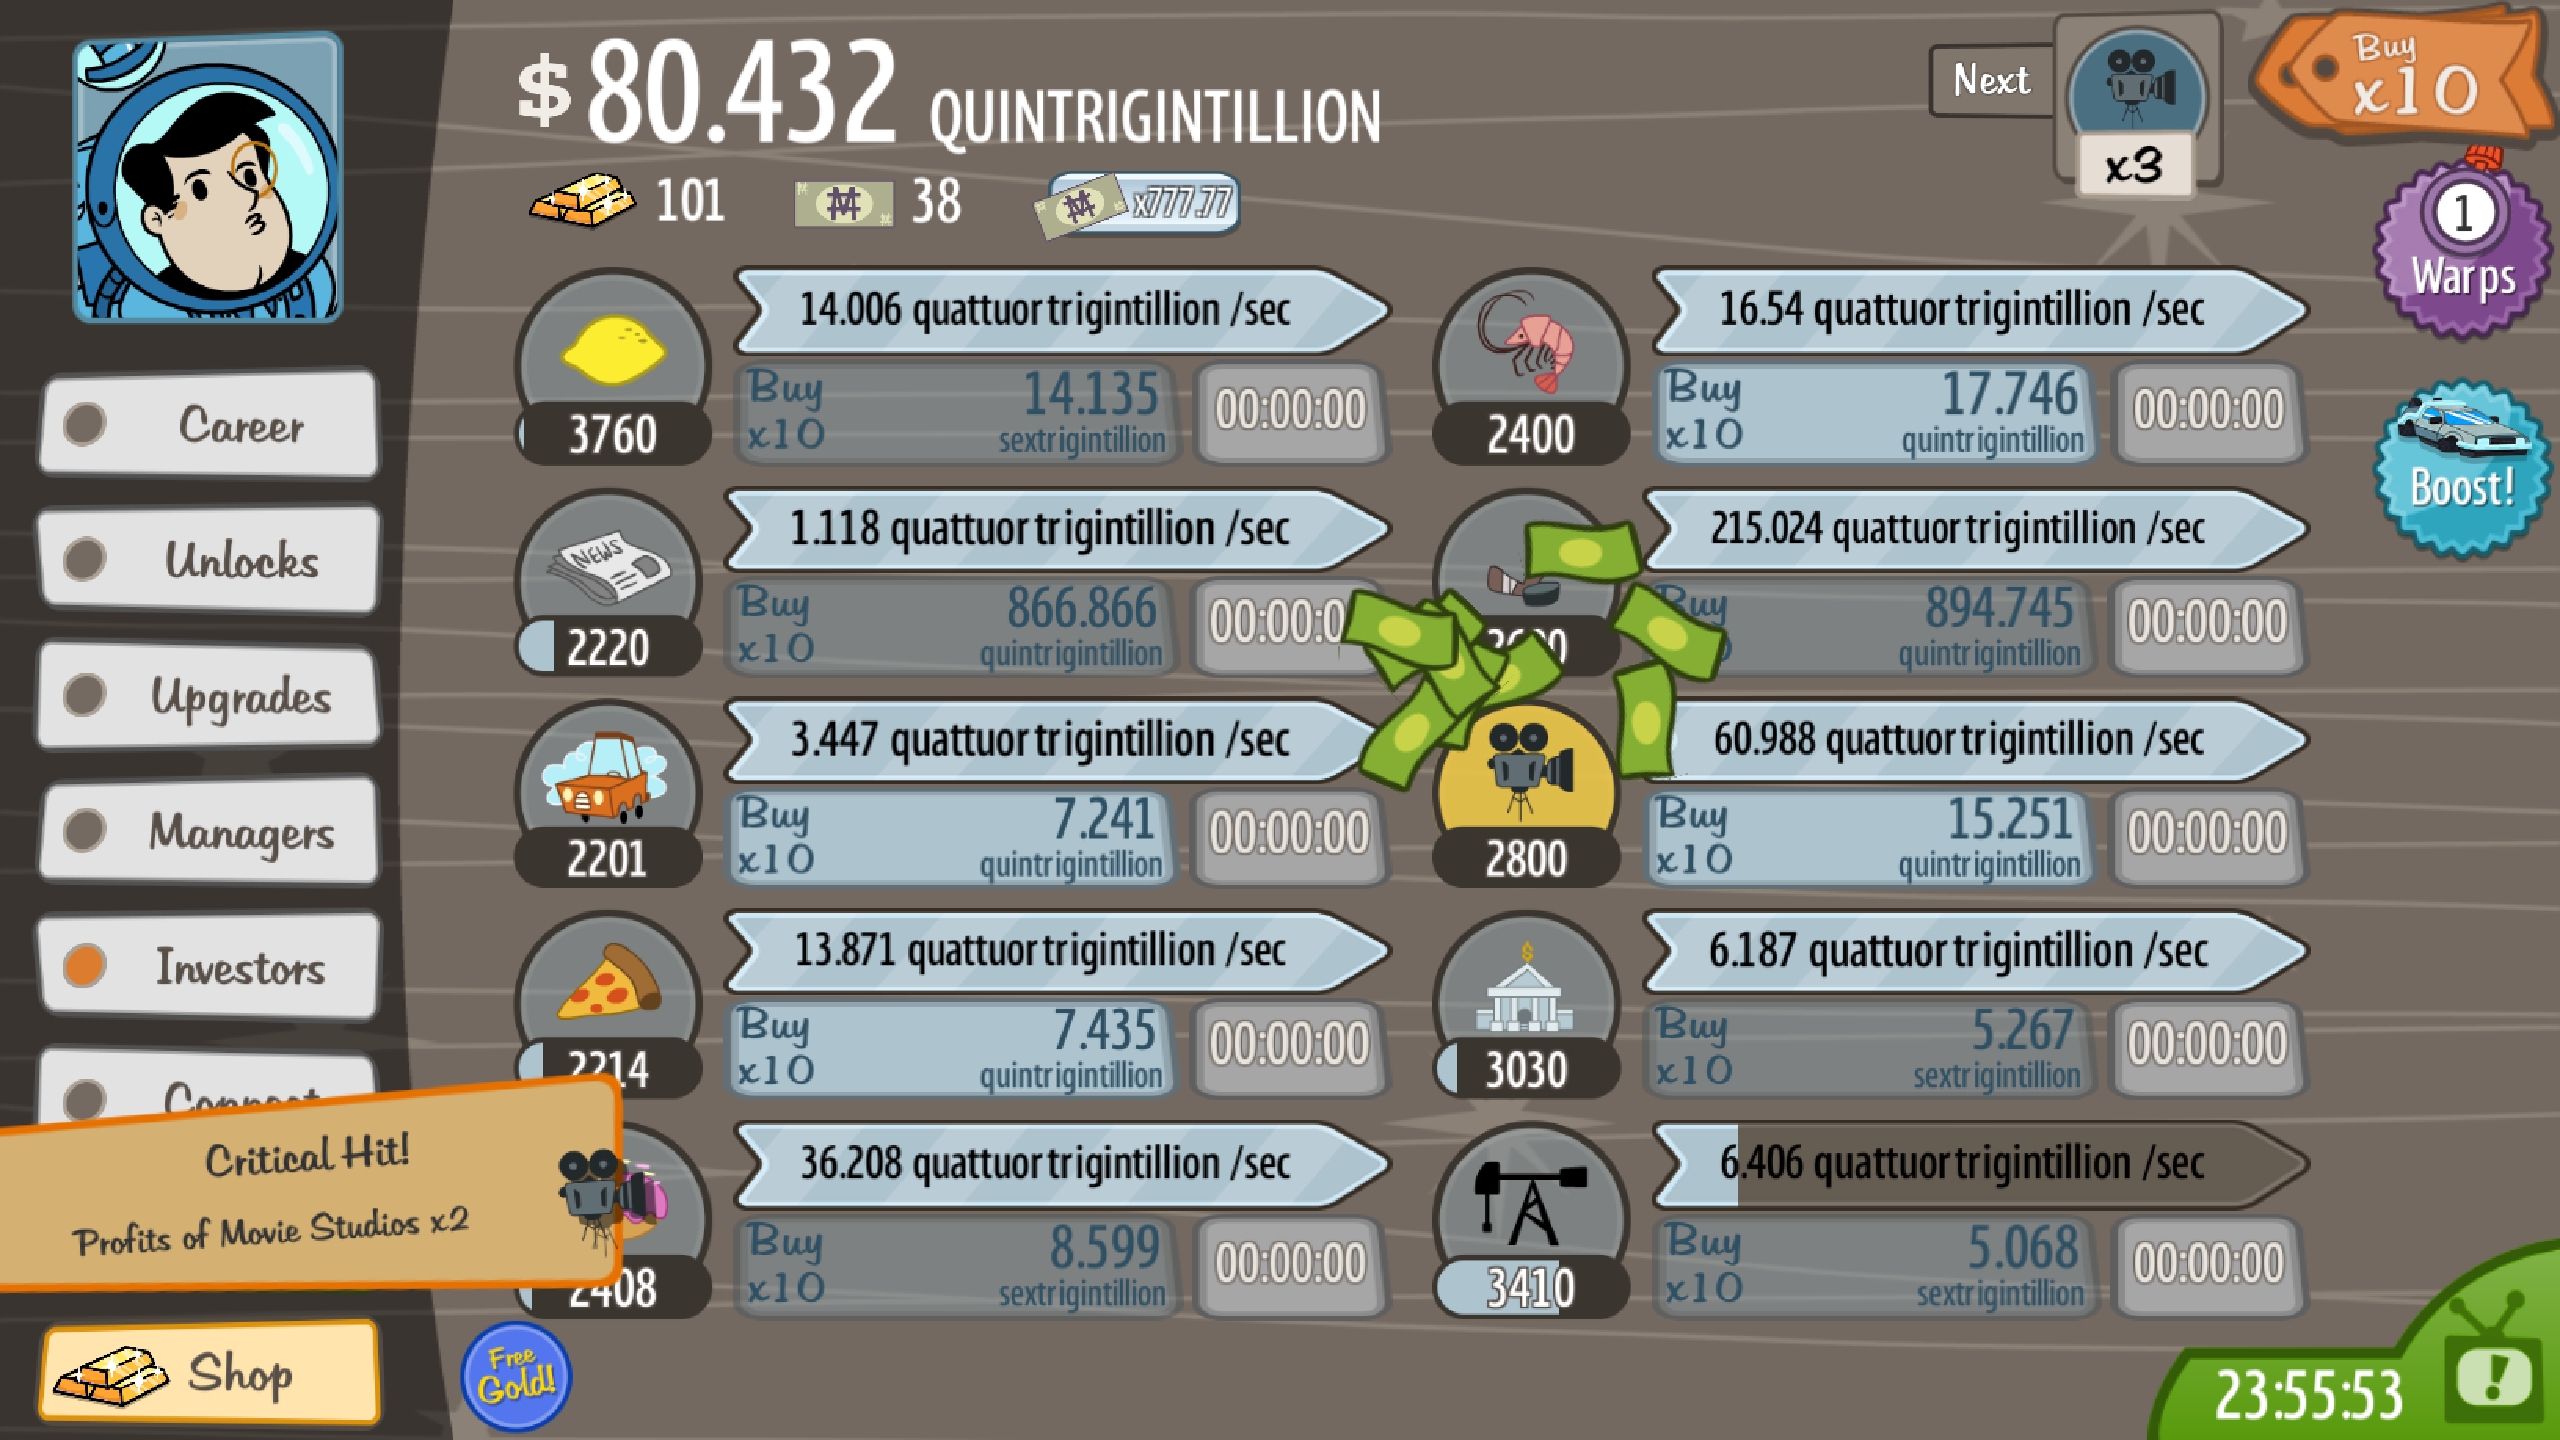 $80.432 QUINTRIGINTILLION
Next
x3
Buy
x10
101 38 x777.77
1
Warps
Boost!
Career
Unlocks
Upgrades
Managers
Investors
Critical Hit!
Profits of Movie Studios x2
Shop
Free
Gold!
14.006 quattuortrigintillion /sec
Buy x10 14.135 sextrigintillion
00:00:00
3760
NEWS
1.118 quattuortrigintillion /sec
Buy x10 866.866 quintrigintillion
2220
3.447 quattuortrigintillion /sec
Buy x10 7.241 quintrigintillion
00:00:00
2201
13.871 quattuortrigintillion /sec
Buy x10 7.435 quintrigintillion
00:00:00
2214
36.208 quattuortrigintillion /sec
Buy x10 8.599 sextrigintillion
00:00:00
2408
16.54 quattuortrigintillion /sec
Buy x10 17.746 quintrigintillion
00:00:00
2400
215.024 quattuortrigintillion /sec
Buy 894.745 quintrigintillion
00:00:00
60.988 quattuortrigintillion /sec
Buy x10 15.251 quintrigintillion
00:00:00
2800
6.187 quattuortrigintillion /sec
Buy x10 5.267 sextrigintillion
00:00:00
3030
6.406 quattuortrigintillion /sec
Buy x10 5.068 sextrigintillion
00:00:00
3410
23:55:53